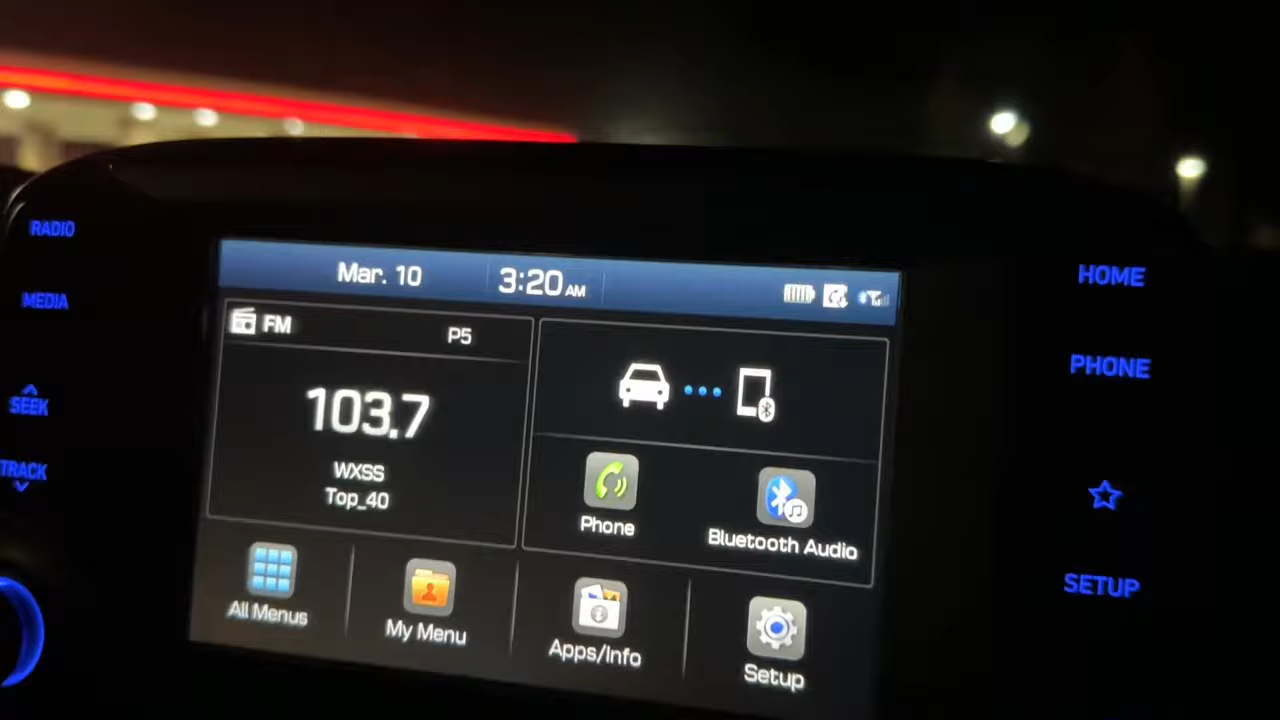 RADIO
MEDIA
SEEK
TRACK
Mar. 10
3:20 AM
FM
P5
103.7
WXSS
Top_40
Phone
Bluetooth Audio
All Menus
My Menu
Apps/Info
Setup
HOME
PHONE
SETUP